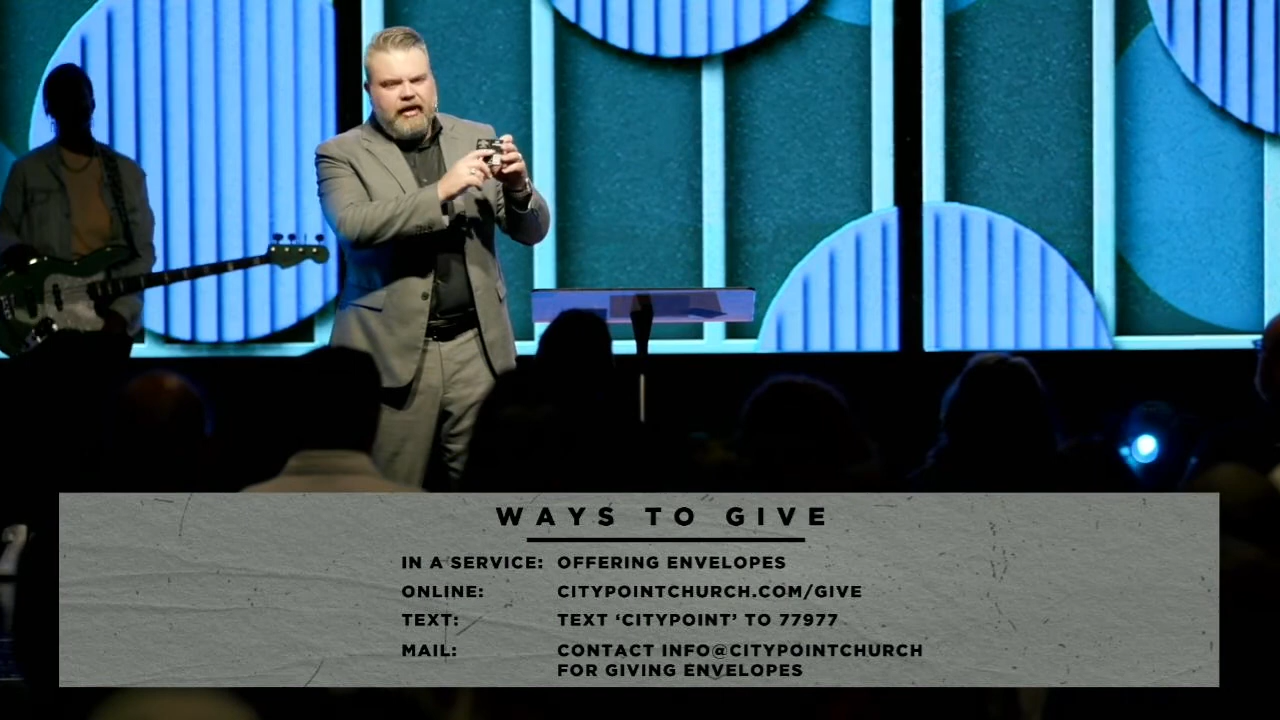 WAYS TO GIVE
IN A SERVICE: OFFERING ENVELOPES
ONLINE: CITYPOINTCHURCH.COM/GIVE
TEXT: TEXT ‘CITYPOINT’ TO 77977
MAIL: CONTACT INFO@CITYPOINTCHURCH
FOR GIVING ENVELOPES